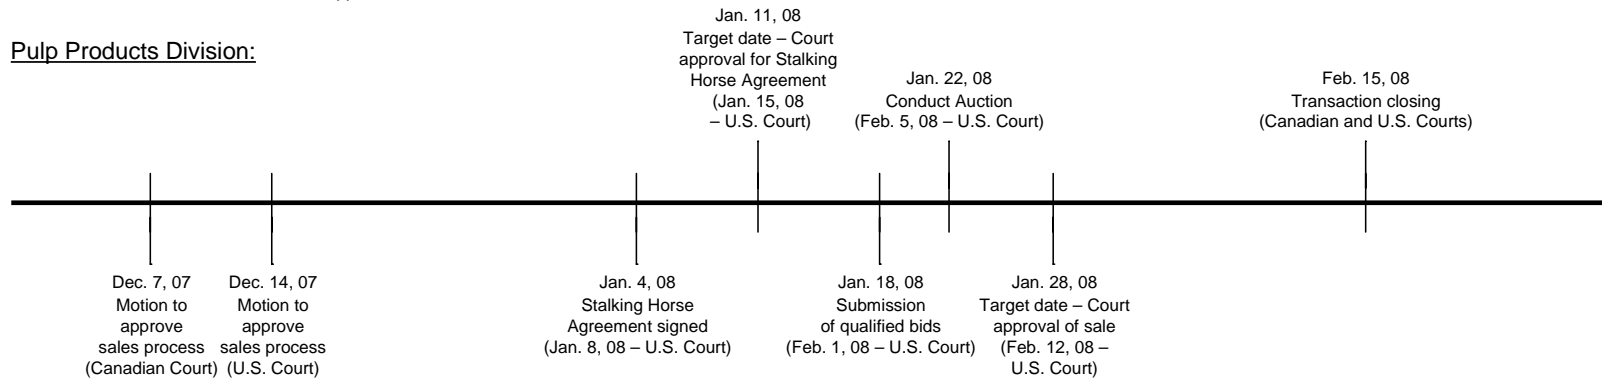 Pulp Products Division:
Jan. 11, 08
Target date – Court
approval for Stalking
Horse Agreement
(Jan. 15, 08
– U.S. Court)
Jan. 22, 08
Conduct Auction
(Feb. 5, 08 – U.S. Court)
Feb. 15, 08
Transaction closing
(Canadian and U.S. Courts)
Dec. 7, 07
Motion to
approve
sales process
(Canadian Court)
Dec. 14, 07
Motion to
approve
sales process
(U.S. Court)
Jan. 4, 08
Stalking Horse
Agreement signed
(Jan. 8, 08 – U.S. Court)
Jan. 18, 08
Submission
of qualified bids
(Feb. 1, 08 – U.S. Court)
Jan. 28, 08
Target date – Court
approval of sale
(Feb. 12, 08 –
U.S. Court)